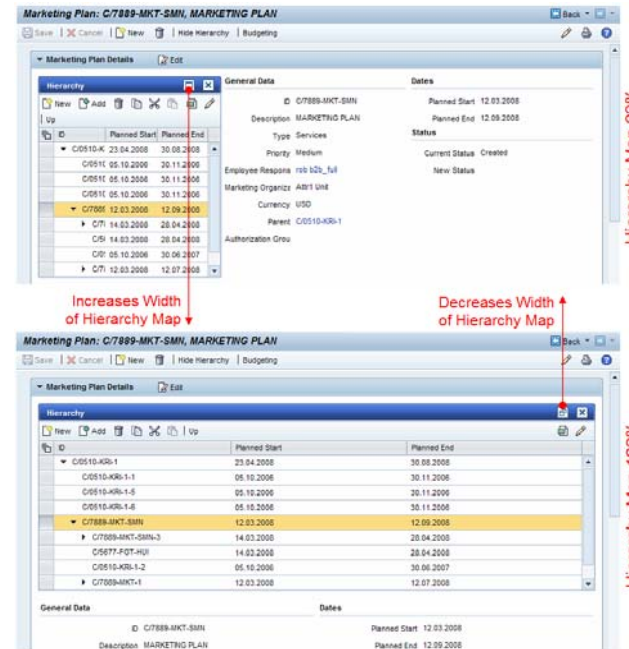 Marketing Plan: C/7889-MKT-SMN, MARKETING PLAN
Back
Save | Cancel | New | Hide Hierarchy | Budgeting
Marketing Plan Details Edit
Hierarchy
New Add
Up
ID Planned Start Planned End
C/0510-K 23.04.2008 30.08.2008
C/051( 05.10.2006 30.11.2006
C/051( 05.10.2006 30.11.2006
C/051( 05.10.2006 30.11.2006
C/788 12.03.2008 12.09.2008
C/7 14.03.2008 28.04.2008
C/5 14.03.2008 28.04.2008
C/0 05.10.2006 30.06.2007
C/7 12.03.2008 12.07.2008
General Data
ID C/7889-MKT-SMN
Description MARKETING PLAN
Type Services
Priority Medium
Employee Respons rob b2b_full
Marketing Organiz Attr1 Unit
Currency USD
Parent C/0510-KRI-1
Authorization Grou
Dates
Planned Start 12.03.2008
Planned End 12.09.2008
Status
Current Status Created
New Status
Increases Width
of Hierarchy Map
Decreases Width
of Hierarchy Map
Marketing Plan: C/7889-MKT-SMN, MARKETING PLAN
Back
Save | Cancel | New | Hide Hierarchy | Budgeting
Marketing Plan Details Edit
Hierarchy
New Add | Up
ID Planned Start Planned End
C/0510-KRI-1 23.04.2008 30.08.2008
C/0510-KRI-1-1 05.10.2006 30.11.2006
C/0510-KRI-1-5 05.10.2006 30.11.2006
C/0510-KRI-1-6 05.10.2006 30.11.2006
C/7889-MKT-SMN 12.03.2008 12.09.2008
C/7889-MKT-SMN-3 14.03.2008 28.04.2008
C/5677-FGT-HUI 14.03.2008 28.04.2008
C/0510-KRI-1-2 05.10.2006 30.06.2007
C/7889-MKT-1 12.03.2008 12.07.2008
General Data
Dates
ID C/7889-MKT-SMN
Planned Start 12.03.2008
Description MARKETING PLAN
Planned End 12.09.2008